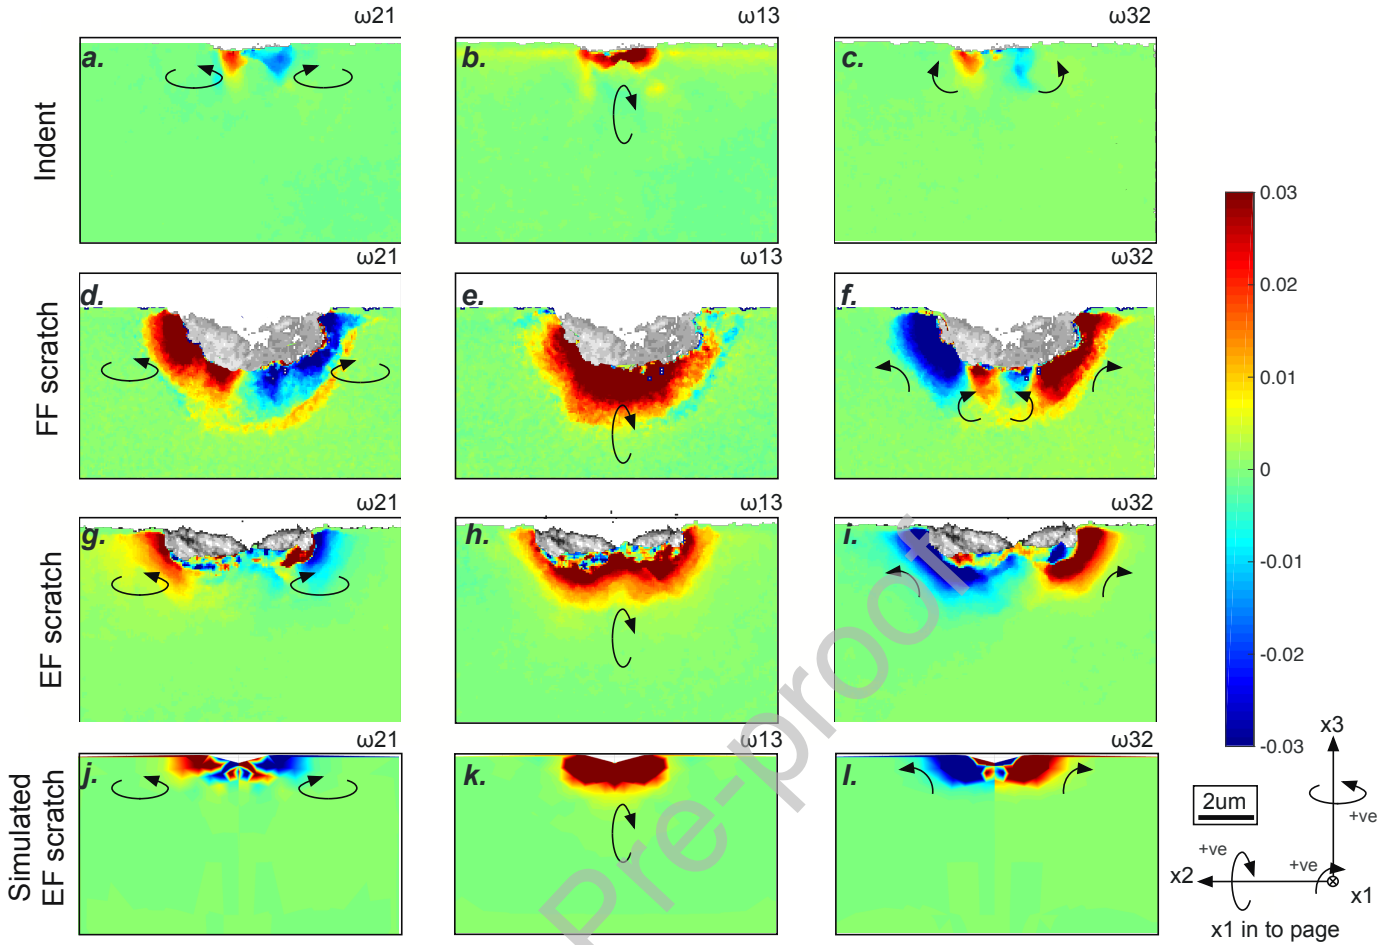 ω21 ω13 ω32
Indent
a. b. c.
ω21 ω13 ω32
FF scratch
d. e. f.
ω21 ω13 ω32
EF scratch
g. h. i.
ω21 ω13 ω32
Simulated
EF scratch
j. k. l.
0.03
0.02
0.01
0
-0.01
-0.02
-0.03
x3
2um
+ve
+ve
+ve
x2
x1
x1 in to page
Pre-proof